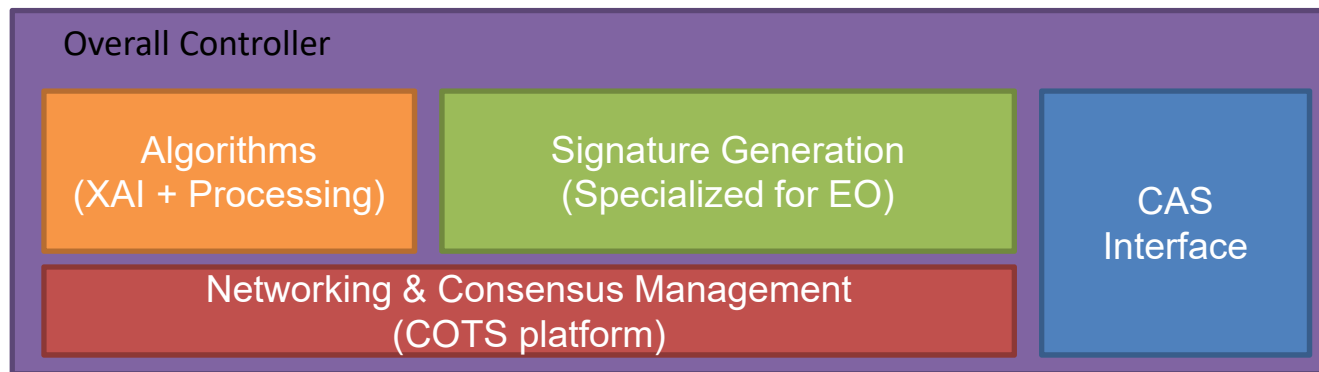 Overall Controller
Algorithms
(XAI + Processing)
Signature Generation
(Specialized for EO)
CAS
Interface
Networking & Consensus Management
(COTS platform)